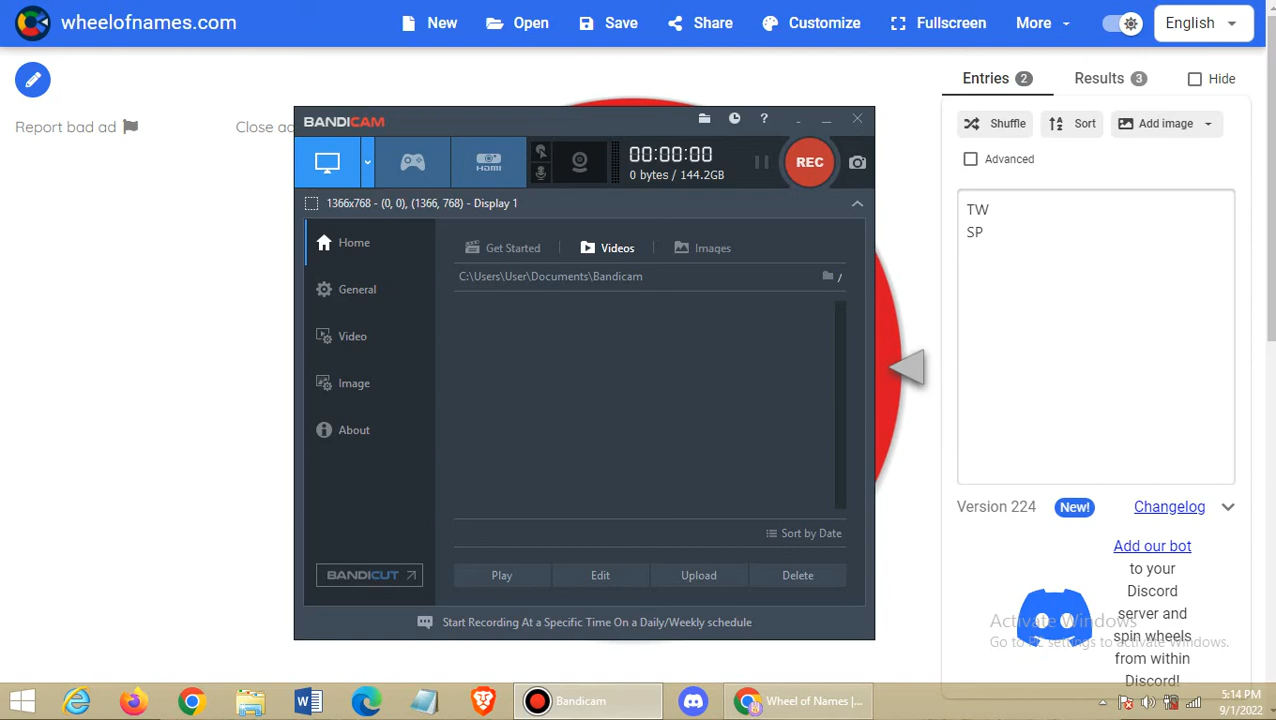 wheelofnames.com New Open Save Share Customize Fullscreen More English
Entries 2 Results 3 Hide
Report bad ad Close ad
BANDICAM ?
Shuffle Sort Add image
HDMI 00:00:00 REC
0 bytes / 144.2GB
Advanced
1366x768 - (0, 0), (1366, 768) - Display 1
TW
SP
Home
Get Started Videos Images
C:\Users\User\Documents\Bandicam /
General
Video
Image
About
Version 224 New! Changelog
Sort by Date
Add our bot
to your
Discord
server and
spin wheels
from within
Discord!
BANDICUT Play Edit Upload Delete
Start Recording At a Specific Time On a Daily/Weekly schedule
Activate Windows
Go to PC settings to activate Windows.
Bandicam Wheel of Names |...
5:14 PM
9/1/2022